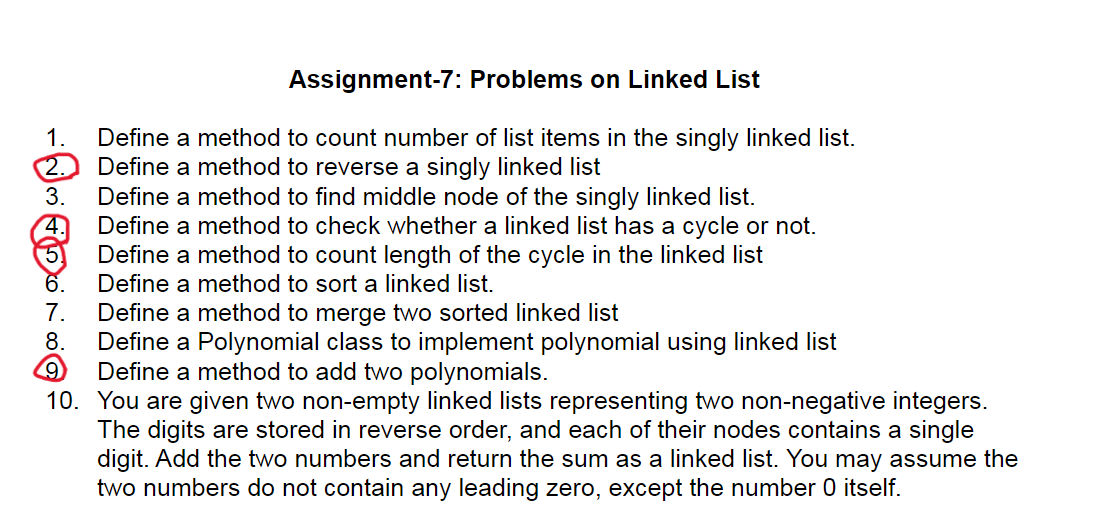 Assignment-7: Problems on Linked List
1. Define a method to count number of list items in the singly linked list.
2. Define a method to reverse a singly linked list
3. Define a method to find middle node of the singly linked list.
4. Define a method to check whether a linked list has a cycle or not.
5. Define a method to count length of the cycle in the linked list
6. Define a method to sort a linked list.
7. Define a method to merge two sorted linked list
8. Define a Polynomial class to implement polynomial using linked list
9. Define a method to add two polynomials.
10. You are given two non-empty linked lists representing two non-negative integers.
The digits are stored in reverse order, and each of their nodes contains a single
digit. Add the two numbers and return the sum as a linked list. You may assume the
two numbers do not contain any leading zero, except the number 0 itself.